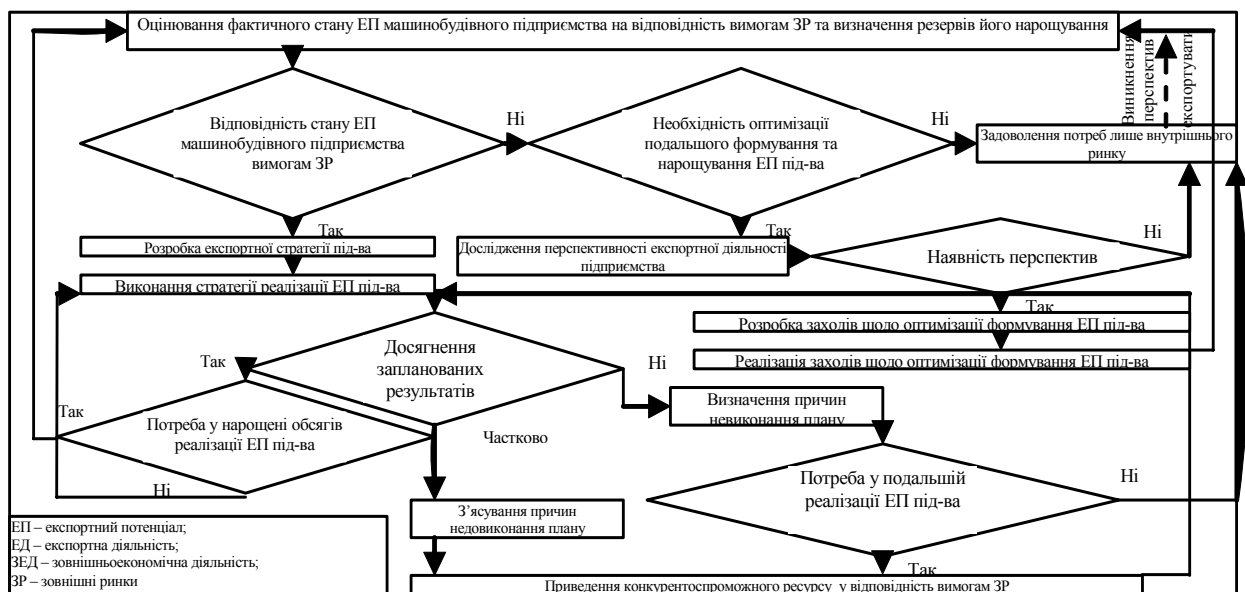 Оцінювання фактичного стану ЕП машинобудівного підприємства на відповідність вимогам ЗР та визначення резервів його нарощування
Виникнення
перспектив
експортувати
Відповідність стану ЕП
машинобудівного підприємства
вимогам ЗР
Ні
Необхідність оптимізації
подальшого формування та
нарощування ЕП під-ва
Ні
Задоволення потреб лише внутрішнього
ринку
Так
Так
Розробка експортної стратегії під-ва
Дослідження перспективності експортної діяльності
підприємства
Наявність перспектив
Ні
Виконання стратегії реалізації ЕП під-ва
Так
Розробка заходів щодо оптимізації формування ЕП під-ва
Реалізація заходів щодо оптимізації формування ЕП під-ва
Досягнення
запланованих
результатів
Так
Ні
Визначення причин
невиконання плану
Так
Потреба у нарощені обсягів
реалізації ЕП під-ва
Частково
Ні
Потреба у подальшій
реалізації ЕП під-ва
Ні
З’ясування причин
недовиконання плану
Так
Приведення конкурентоспроможного ресурсу у відповідність вимогам ЗР
ЕП – експортний потенціал;
ЕД – експортна діяльність;
ЗЕД – зовнішньоекономічна діяльність;
ЗР – зовнішні ринки